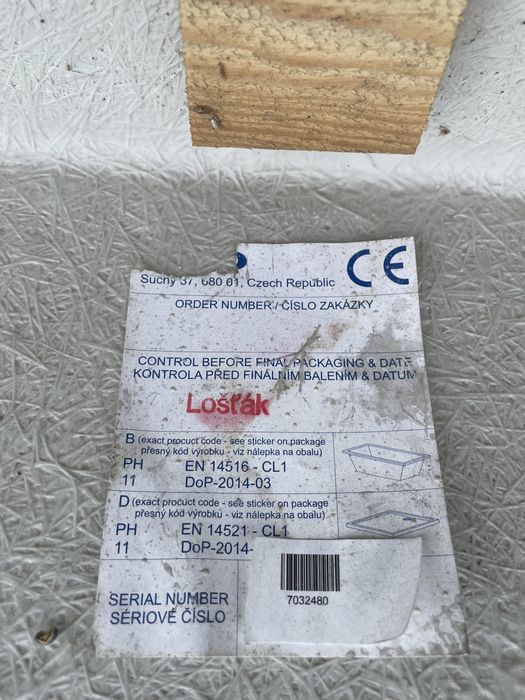 Suchý 37, 680 01, Czech Republic
CE
ORDER NUMBER / ČÍSLO ZAKÁZKY
CONTROL BEFORE FINAL PACKAGING & DATE
KONTROLA PŘED FINÁLNÍM BALENÍM & DATUM
Lošťák
B (exact procuct code - see sticker on package
přesný kód výrobku - viz nálepka na obalu)
PH EN 14516 - CL1
11 DoP-2014-03
D (exact procuct code - see sticker on package
přesný kód výrobku - viz nálepka na obalu)
PH EN 14521 - CL1
11 DoP-2014-
7032480
SERIAL NUMBER
SÉRIOVÉ ČÍSLO